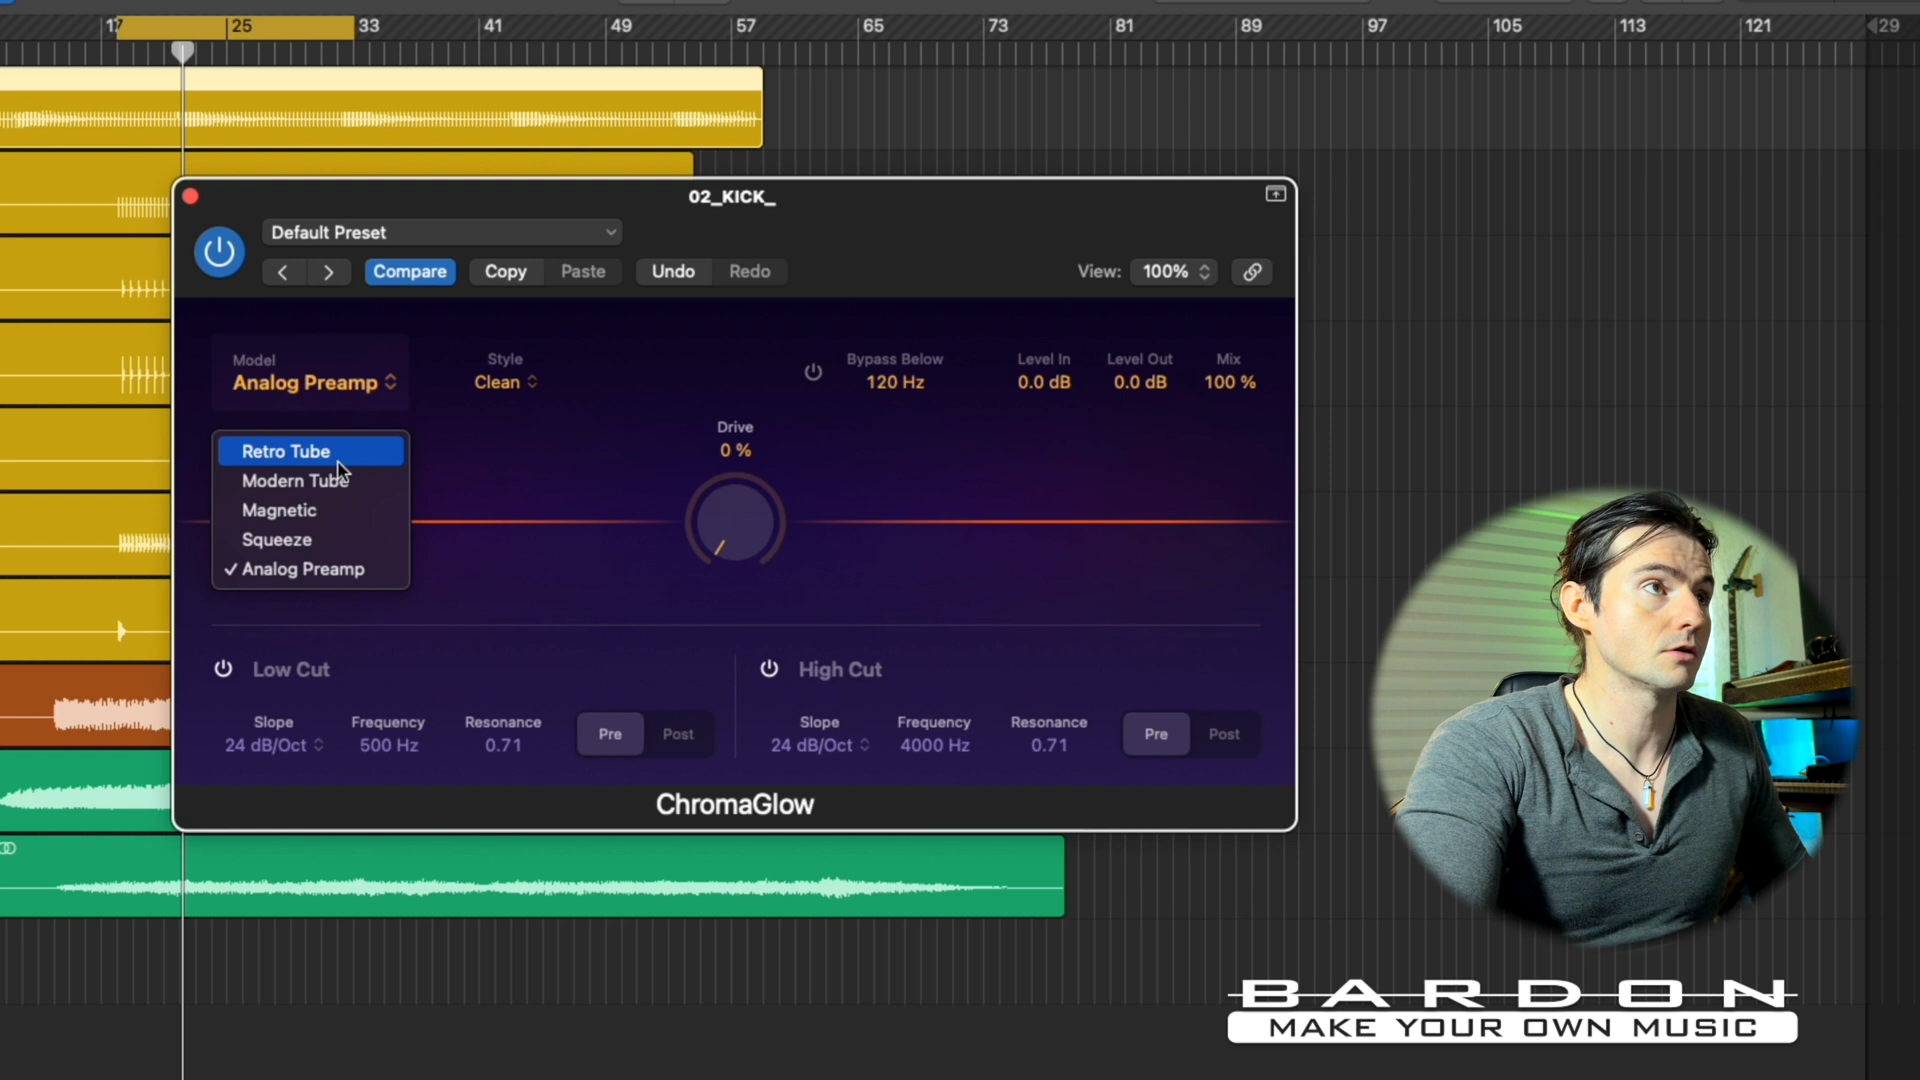 17 25 33 41 49 57 65 73 81 89 97 105 113 121 29
02_KICK_
Default Preset
Compare Copy Paste Undo Redo View: 100%
Model Style Bypass Below Level In Level Out Mix
Analog Preamp Clean 120 Hz 0.0 dB 0.0 dB 100 %
Drive
0 %
Retro Tube
Modern Tube
Magnetic
Squeeze
✓ Analog Preamp
Low Cut
Slope Frequency Resonance
24 dB/Oct 500 Hz 0.71 Pre Post
High Cut
Slope Frequency Resonance
24 dB/Oct 4000 Hz 0.71 Pre Post
ChromaGlow
BARDON
MAKE YOUR OWN MUSIC